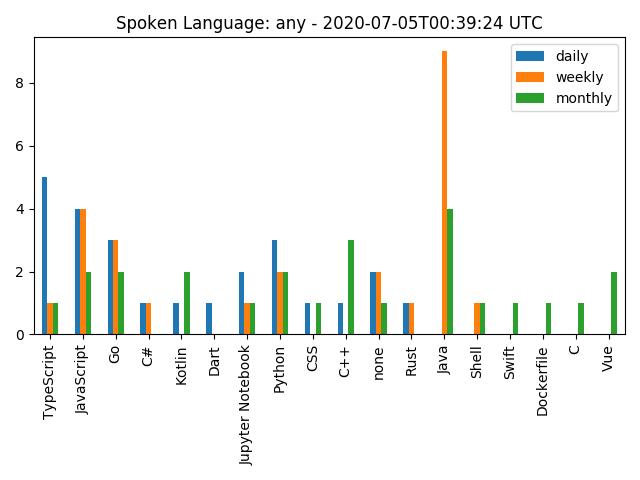 Spoken Language: any - 2020-07-05T00:39:24 UTC
daily
weekly
monthly
8
6
4
2
0
TypeScript
JavaScript
Go
C#
Kotlin
Dart
Jupyter Notebook
Python
CSS
C++
none
Rust
Java
Shell
Swift
Dockerfile
C
Vue